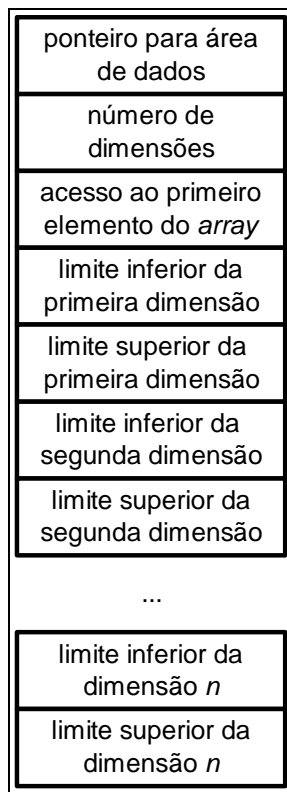 ponteiro para área
de dados
número de
dimensões
acesso ao primeiro
elemento do array
limite inferior da
primeira dimensão
limite superior da
primeira dimensão
limite inferior da
segunda dimensão
limite superior da
segunda dimensão
...
limite inferior da
dimensão n
limite superior da
dimensão n